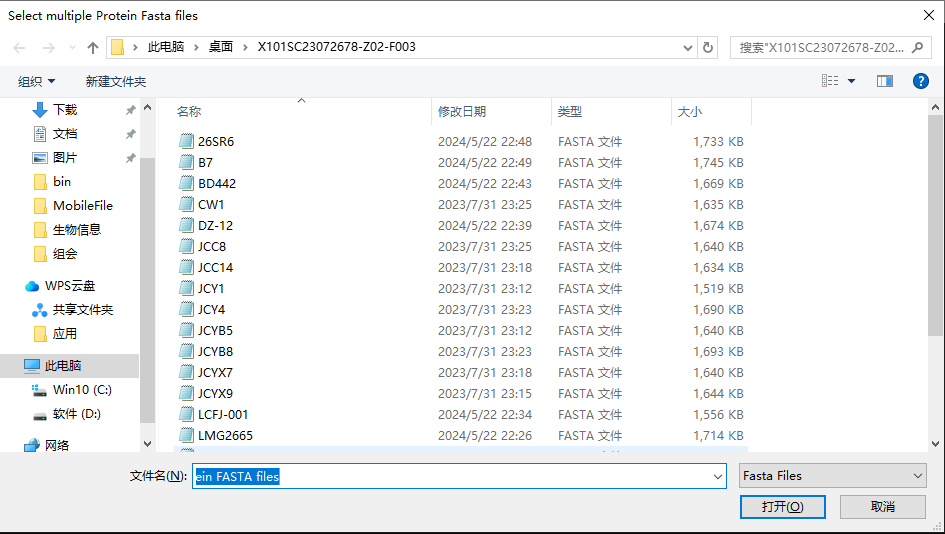 Select multiple Protein Fasta files
此电脑 桌面 X101SC23072678-Z02-F003
搜索"X101SC23072678-Z02...
组织 新建文件夹
下载
文档
图片
bin
MobileFile
生物信息
组会
WPS云盘
共享文件夹
应用
此电脑
Win10 (C:)
软件 (D:)
网络
名称 修改日期 类型 大小
26SR6 2024/5/22 22:48 FASTA 文件 1,733 KB
B7 2024/5/22 22:49 FASTA 文件 1,745 KB
BD442 2024/5/22 22:43 FASTA 文件 1,669 KB
CW1 2023/7/31 23:25 FASTA 文件 1,635 KB
DZ-12 2024/5/22 22:39 FASTA 文件 1,674 KB
JCC8 2023/7/31 23:25 FASTA 文件 1,640 KB
JCC14 2023/7/31 23:18 FASTA 文件 1,634 KB
JCY1 2023/7/31 23:12 FASTA 文件 1,519 KB
JCY4 2023/7/31 23:23 FASTA 文件 1,690 KB
JCYB5 2023/7/31 23:12 FASTA 文件 1,640 KB
JCYB8 2023/7/31 23:23 FASTA 文件 1,693 KB
JCYX7 2023/7/31 23:18 FASTA 文件 1,640 KB
JCYX9 2023/7/31 23:15 FASTA 文件 1,644 KB
LCFJ-001 2024/5/22 22:34 FASTA 文件 1,556 KB
LMG2665 2024/5/22 22:26 FASTA 文件 1,714 KB
文件名(N): ein FASTA files Fasta Files
打开(O) 取消